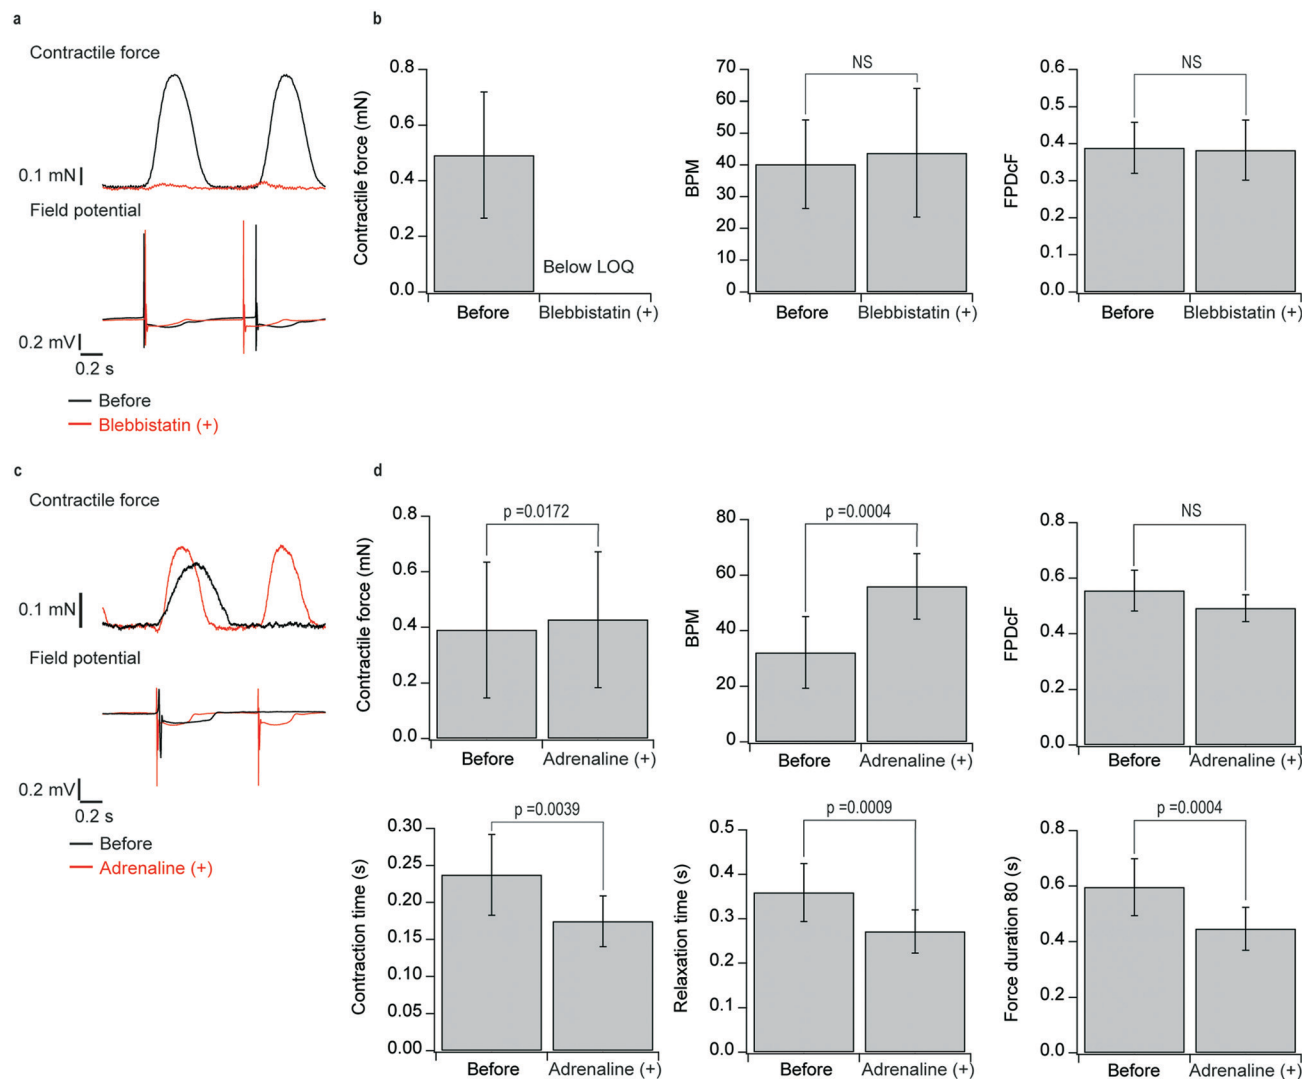 a
Contractile force
0.1 mN
Field potential
0.2 mV
0.2 s
Before
Blebbistatin (+)
b
Contractile force (mN)
0.8
0.6
0.4
0.2
0.0
Below LOQ
Before
Blebbistatin (+)
BPM
70
60
50
40
30
20
10
0
NS
Before
Blebbistatin (+)
FPDcF
0.6
0.5
0.4
0.3
0.2
0.1
0.0
NS
Before
Blebbistatin (+)
c
Contractile force
0.1 mN
Field potential
0.2 mV
0.2 s
Before
Adrenaline (+)
d
Contractile force (mN)
0.8
0.6
0.4
0.2
0.0
p =0.0172
Before
Adrenaline (+)
BPM
80
60
40
20
0
p =0.0004
Before
Adrenaline (+)
FPDcF
0.8
0.6
0.4
0.2
0.0
NS
Before
Adrenaline (+)
Contraction time (s)
0.30
0.25
0.20
0.15
0.10
0.05
0.00
p =0.0039
Before
Adrenaline (+)
Relaxation time (s)
0.5
0.4
0.3
0.2
0.1
0.0
p =0.0009
Before
Adrenaline (+)
Force duration 80 (s)
0.8
0.6
0.4
0.2
0.0
p =0.0004
Before
Adrenaline (+)